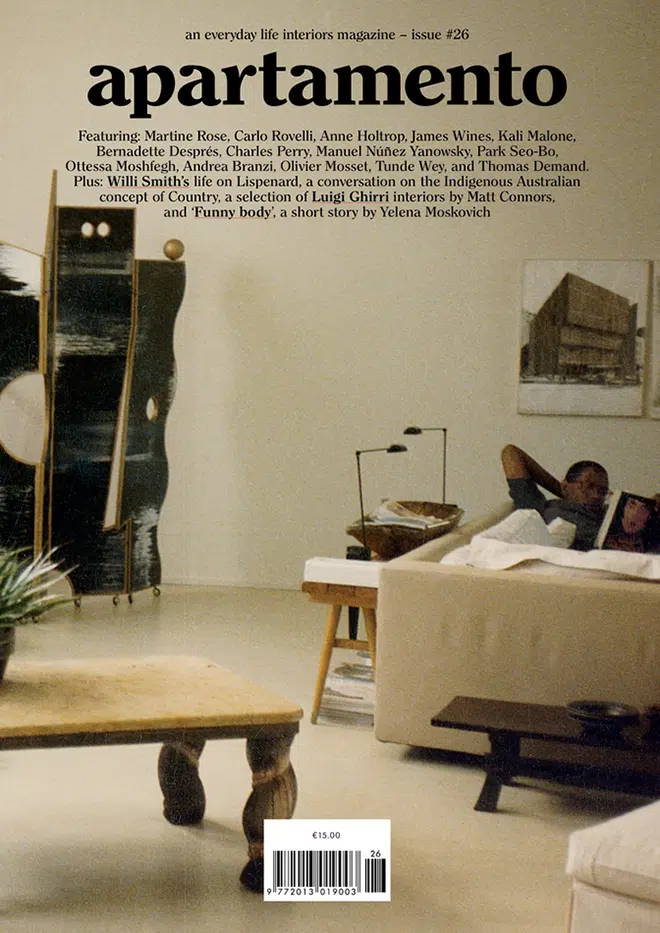 an everyday life interiors magazine – issue #26
apartamento
Featuring: Martine Rose, Carlo Rovelli, Anne Holtrop, James Wines, Kali Malone,
Bernadette Després, Charles Perry, Manuel Núñez Yanowsky, Park Seo-Bo,
Ottessa Moshfegh, Andrea Branzi, Olivier Mosset, Tunde Wey, and Thomas Demand.
Plus: Willi Smith’s life on Lispenard, a conversation on the Indigenous Australian
concept of Country, a selection of Luigi Ghirri interiors by Matt Connors,
and ‘Funny body’, a short story by Yelena Moskovich
€15.00
26
9 772013 019003